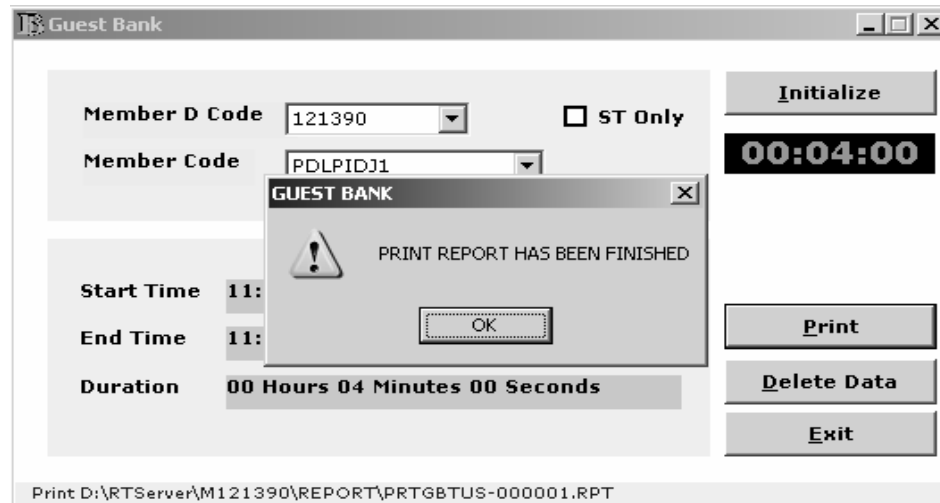 Guest Bank
Initialize
Member D Code 121390 ST Only
00:04:00
Member Code PDLPIDJ1
GUEST BANK
PRINT REPORT HAS BEEN FINISHED
Start Time 11:
OK
Print
End Time 11:
Duration 00 Hours 04 Minutes 00 Seconds
Delete Data
Exit
Print D:\RTServer\M121390\REPORT\PRTGBTUS-000001.RPT